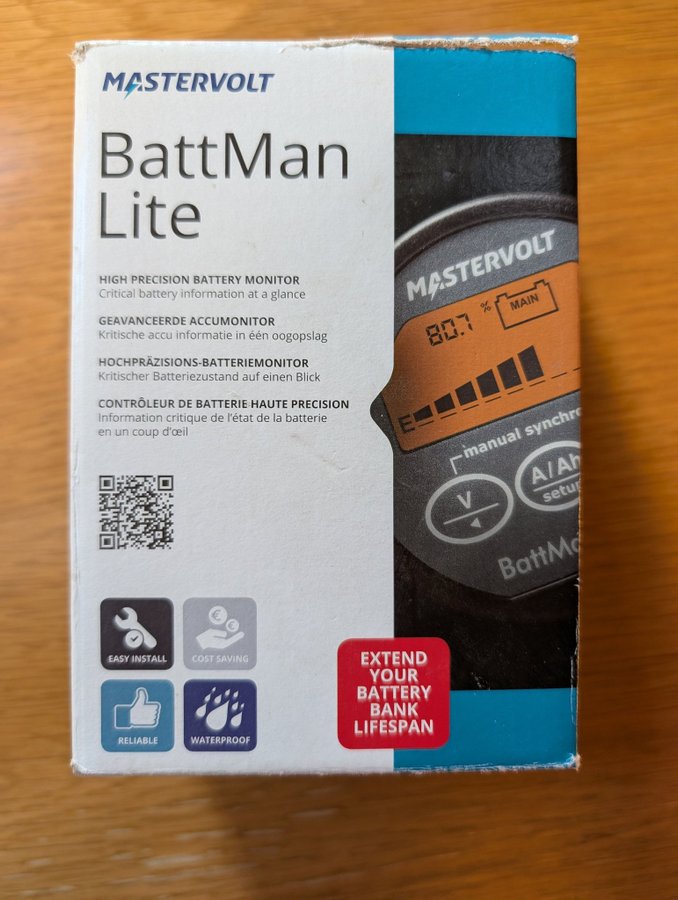 MASTERVOLT
BattMan
Lite
HIGH PRECISION BATTERY MONITOR
Critical battery information at a glance
GEAVANCEERDE ACCUMONITOR
Kritische accu informatie in één oogopslag
HOCHPRÄZISIONS-BATTERIEMONITOR
Kritischer Batteriezustand auf einen Blick
CONTRÔLEUR DE BATTERIE HAUTE PRECISION
Information critique de l'état de la batterie
en un coup d'œil
EASY INSTALL
COST SAVING
RELIABLE
WATERPROOF
EXTEND
YOUR
BATTERY
BANK
LIFESPAN
MASTERVOLT
80.7 % MAIN
E
manual synchro
V
A/Ah
setu
BattMa